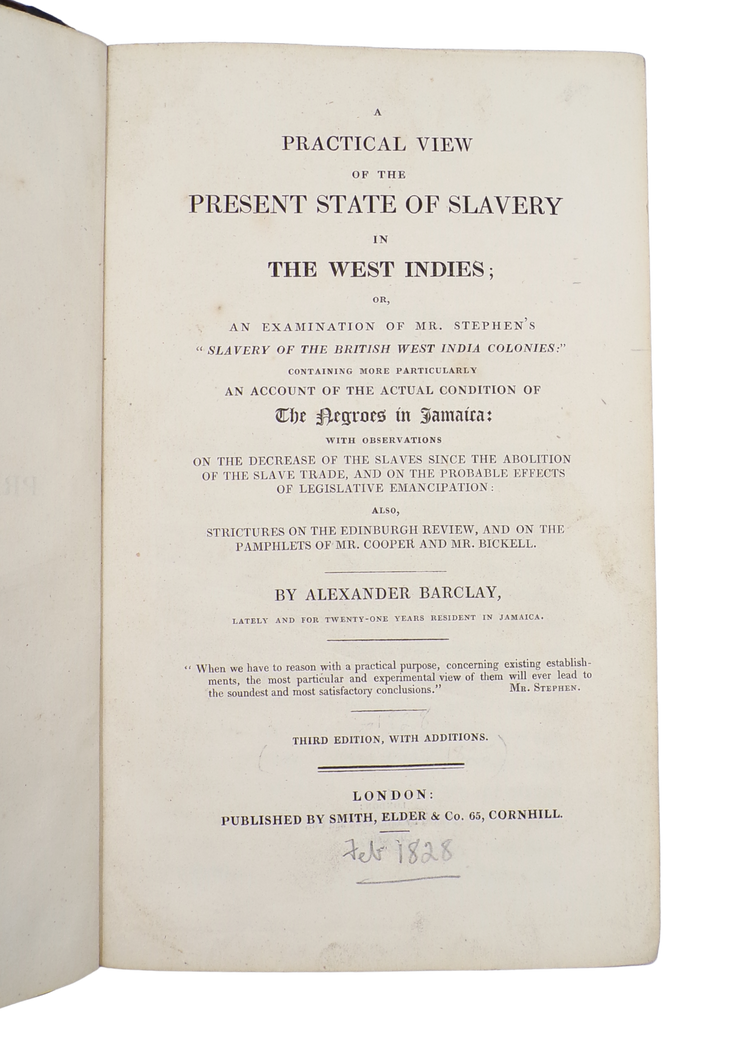 A
PRACTICAL VIEW
OF THE
PRESENT STATE OF SLAVERY
IN
THE WEST INDIES;
OR,
AN EXAMINATION OF MR. STEPHEN'S
"SLAVERY OF THE BRITISH WEST INDIA COLONIES:"
CONTAINING MORE PARTICULARLY
AN ACCOUNT OF THE ACTUAL CONDITION OF
The Negroes in Jamaica:
WITH OBSERVATIONS
ON THE DECREASE OF THE SLAVES SINCE THE ABOLITION
OF THE SLAVE TRADE, AND ON THE PROBABLE EFFECTS
OF LEGISLATIVE EMANCIPATION:
ALSO,
STRICTURES ON THE EDINBURGH REVIEW, AND ON THE
PAMPHLETS OF MR. COOPER AND MR. BICKELL.
BY ALEXANDER BARCLAY,
LATELY AND FOR TWENTY-ONE YEARS RESIDENT IN JAMAICA.
"When we have to reason with a practical purpose, concerning existing establish-
ments, the most particular and experimental view of them will ever lead to
the soundest and most satisfactory conclusions." MR. STEPHEN.
THIRD EDITION, WITH ADDITIONS.
LONDON:
PUBLISHED BY SMITH, ELDER & Co. 65, CORNHILL.
Feb 1828